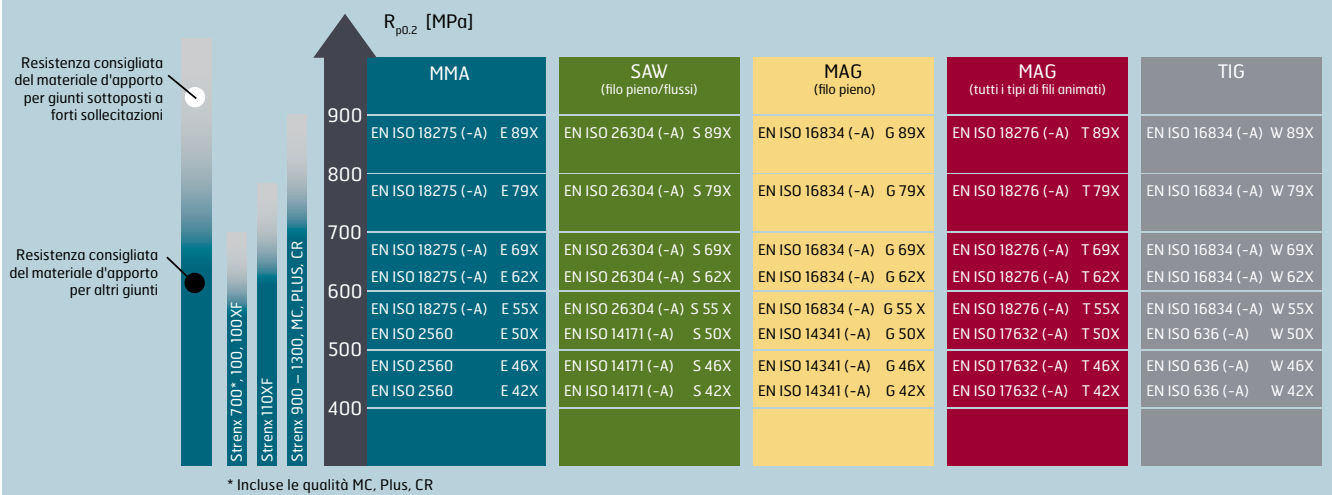 Rp0.2 [MPa]
Resistenza consigliata
del materiale d'apporto
per giunti sottoposti a
forti sollecitazioni
Resistenza consigliata
del materiale d'apporto
per altri giunti
Strenx 700*, 100, 100XF
Strenx 110XF
Strenx 900 – 1300, MC, PLUS, CR
900
800
700
600
500
400
MMA
EN ISO 18275 (-A) E 89X
EN ISO 18275 (-A) E 79X
EN ISO 18275 (-A) E 69X
EN ISO 18275 (-A) E 62X
EN ISO 18275 (-A) E 55X
EN ISO 2560 E 50X
EN ISO 2560 E 46X
EN ISO 2560 E 42X
SAW
(filo pieno/flussi)
EN ISO 26304 (-A) S 89X
EN ISO 26304 (-A) S 79X
EN ISO 26304 (-A) S 69X
EN ISO 26304 (-A) S 62X
EN ISO 26304 (-A) S 55 X
EN ISO 14171 (-A) S 50X
EN ISO 14171 (-A) S 46X
EN ISO 14171 (-A) S 42X
MAG
(filo pieno)
EN ISO 16834 (-A) G 89X
EN ISO 16834 (-A) G 79X
EN ISO 16834 (-A) G 69X
EN ISO 16834 (-A) G 62X
EN ISO 16834 (-A) G 55 X
EN ISO 14341 (-A) G 50X
EN ISO 14341 (-A) G 46X
EN ISO 14341 (-A) G 42X
MAG
(tutti i tipi di fili animati)
EN ISO 18276 (-A) T 89X
EN ISO 18276 (-A) T 79X
EN ISO 18276 (-A) T 69X
EN ISO 18276 (-A) T 62X
EN ISO 18276 (-A) T 55X
EN ISO 17632 (-A) T 50X
EN ISO 17632 (-A) T 46X
EN ISO 17632 (-A) T 42X
TIG
EN ISO 16834 (-A) W 89X
EN ISO 16834 (-A) W 79X
EN ISO 16834 (-A) W 69X
EN ISO 16834 (-A) W 62X
EN ISO 16834 (-A) W 55X
EN ISO 636 (-A) W 50X
EN ISO 636 (-A) W 46X
EN ISO 636 (-A) W 42X
* Incluse le qualità MC, Plus, CR